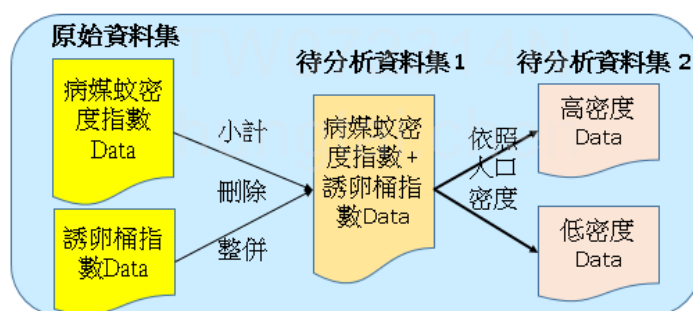 原始資料集
病媒蚊密
度指數
Data
誘卵桶指
數Data
小計
刪除
整併
待分析資料集1
病媒蚊密
度指數+
誘卵桶指
數Data
依照
人口
密度
待分析資料集 2
高密度
Data
低密度
Data